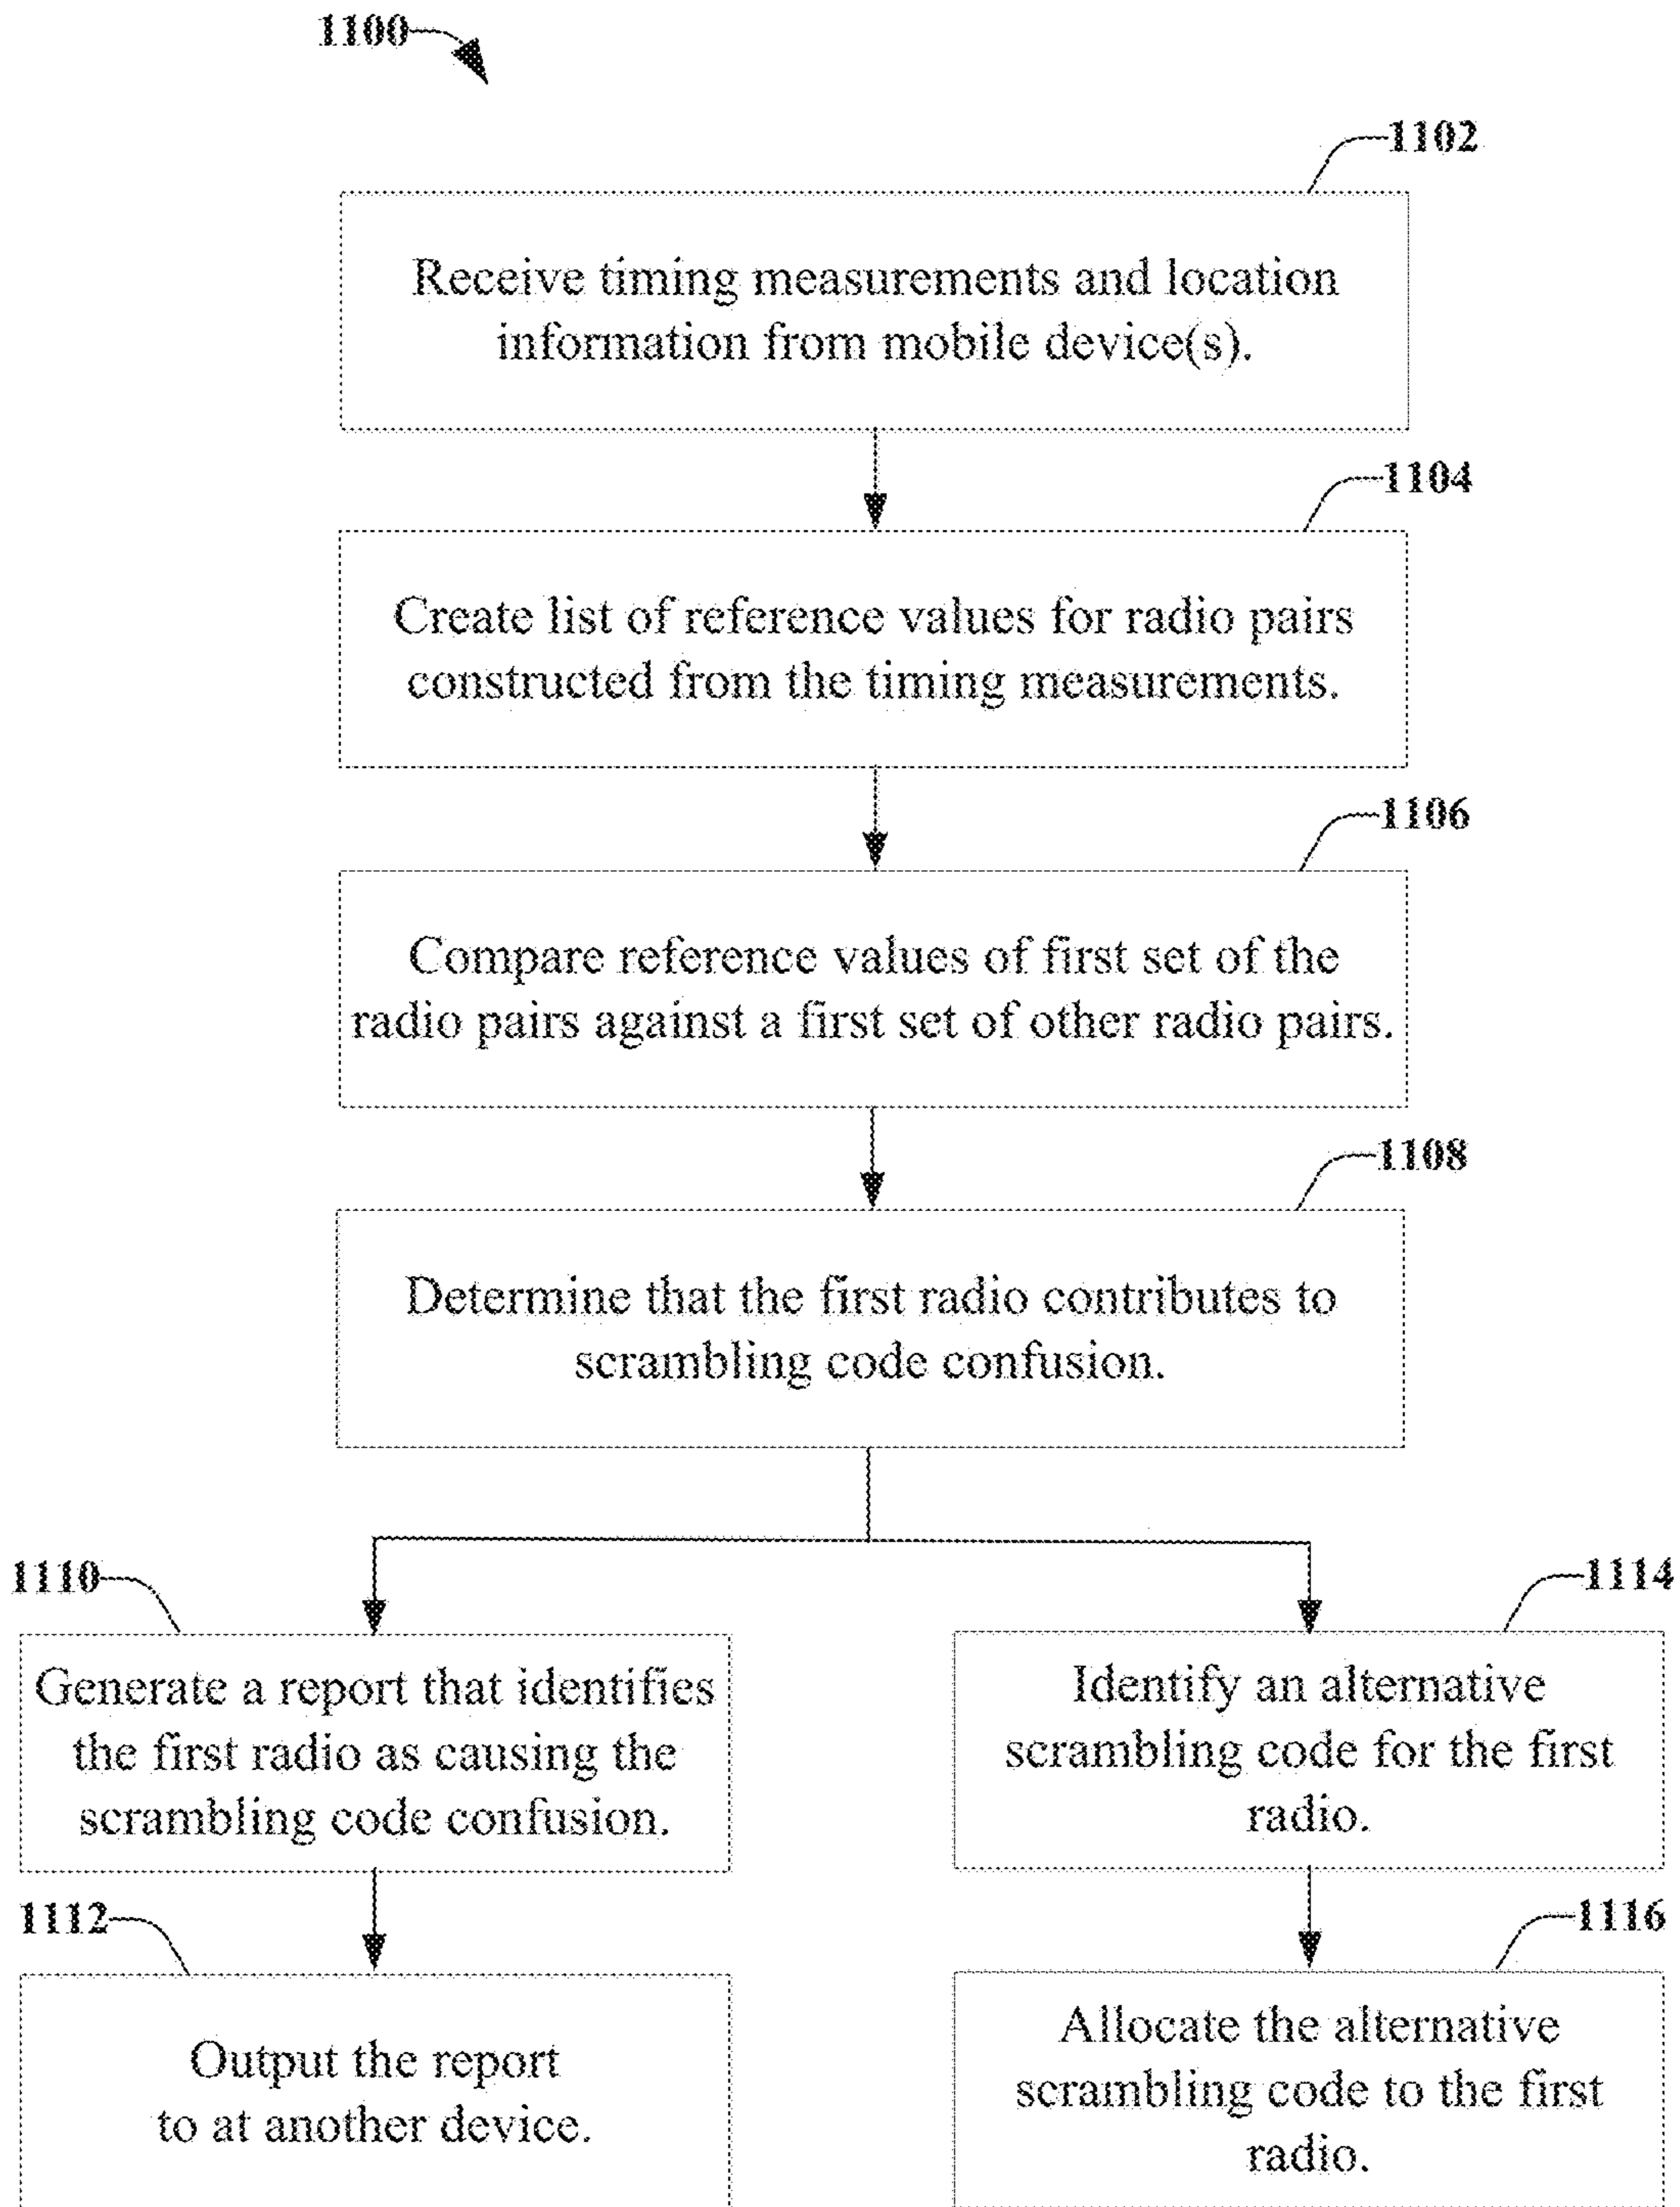 1100
1102
Receive timing measurements and location
information from mobile device(s).
1104
Create list of reference values for radio pairs
constructed from the timing measurements.
1106
Compare reference values of first set of the
radio pairs against a first set of other radio pairs.
1108
Determine that the first radio contributes to
scrambling code confusion.
1110
Generate a report that identifies
the first radio as causing the
scrambling code confusion.
1112
Output the report
to at another device.
1114
Identify an alternative
scrambling code for the first
radio.
1116
Allocate the alternative
scrambling code to the first
radio.